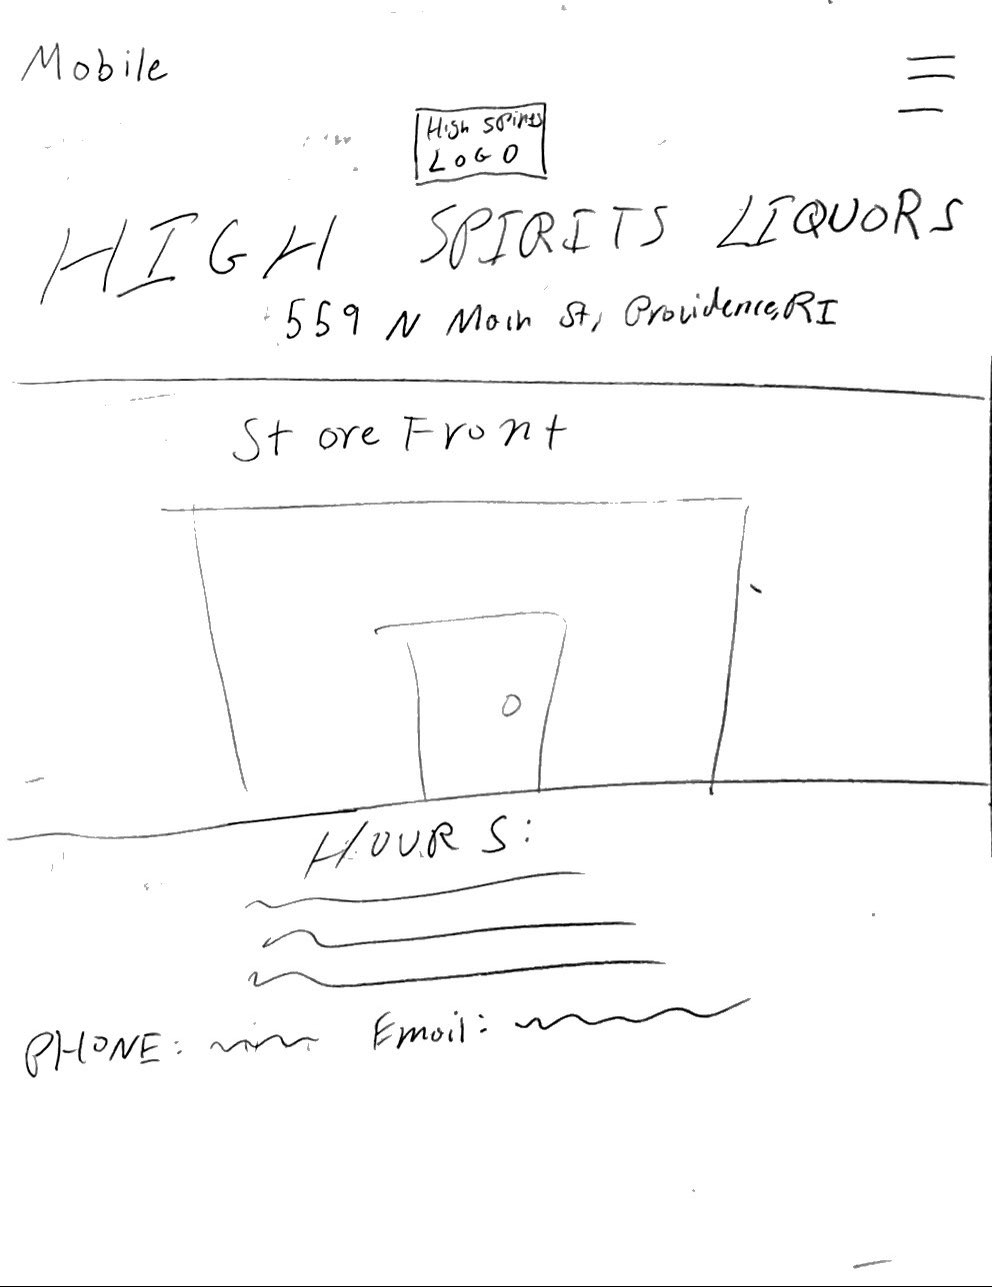 Mobile
High Spirits
LOGO
HIGH SPIRITS LIQUORS
559 N Main St, Providence, RI
Store Front
HOURS:
PHONE: Email: